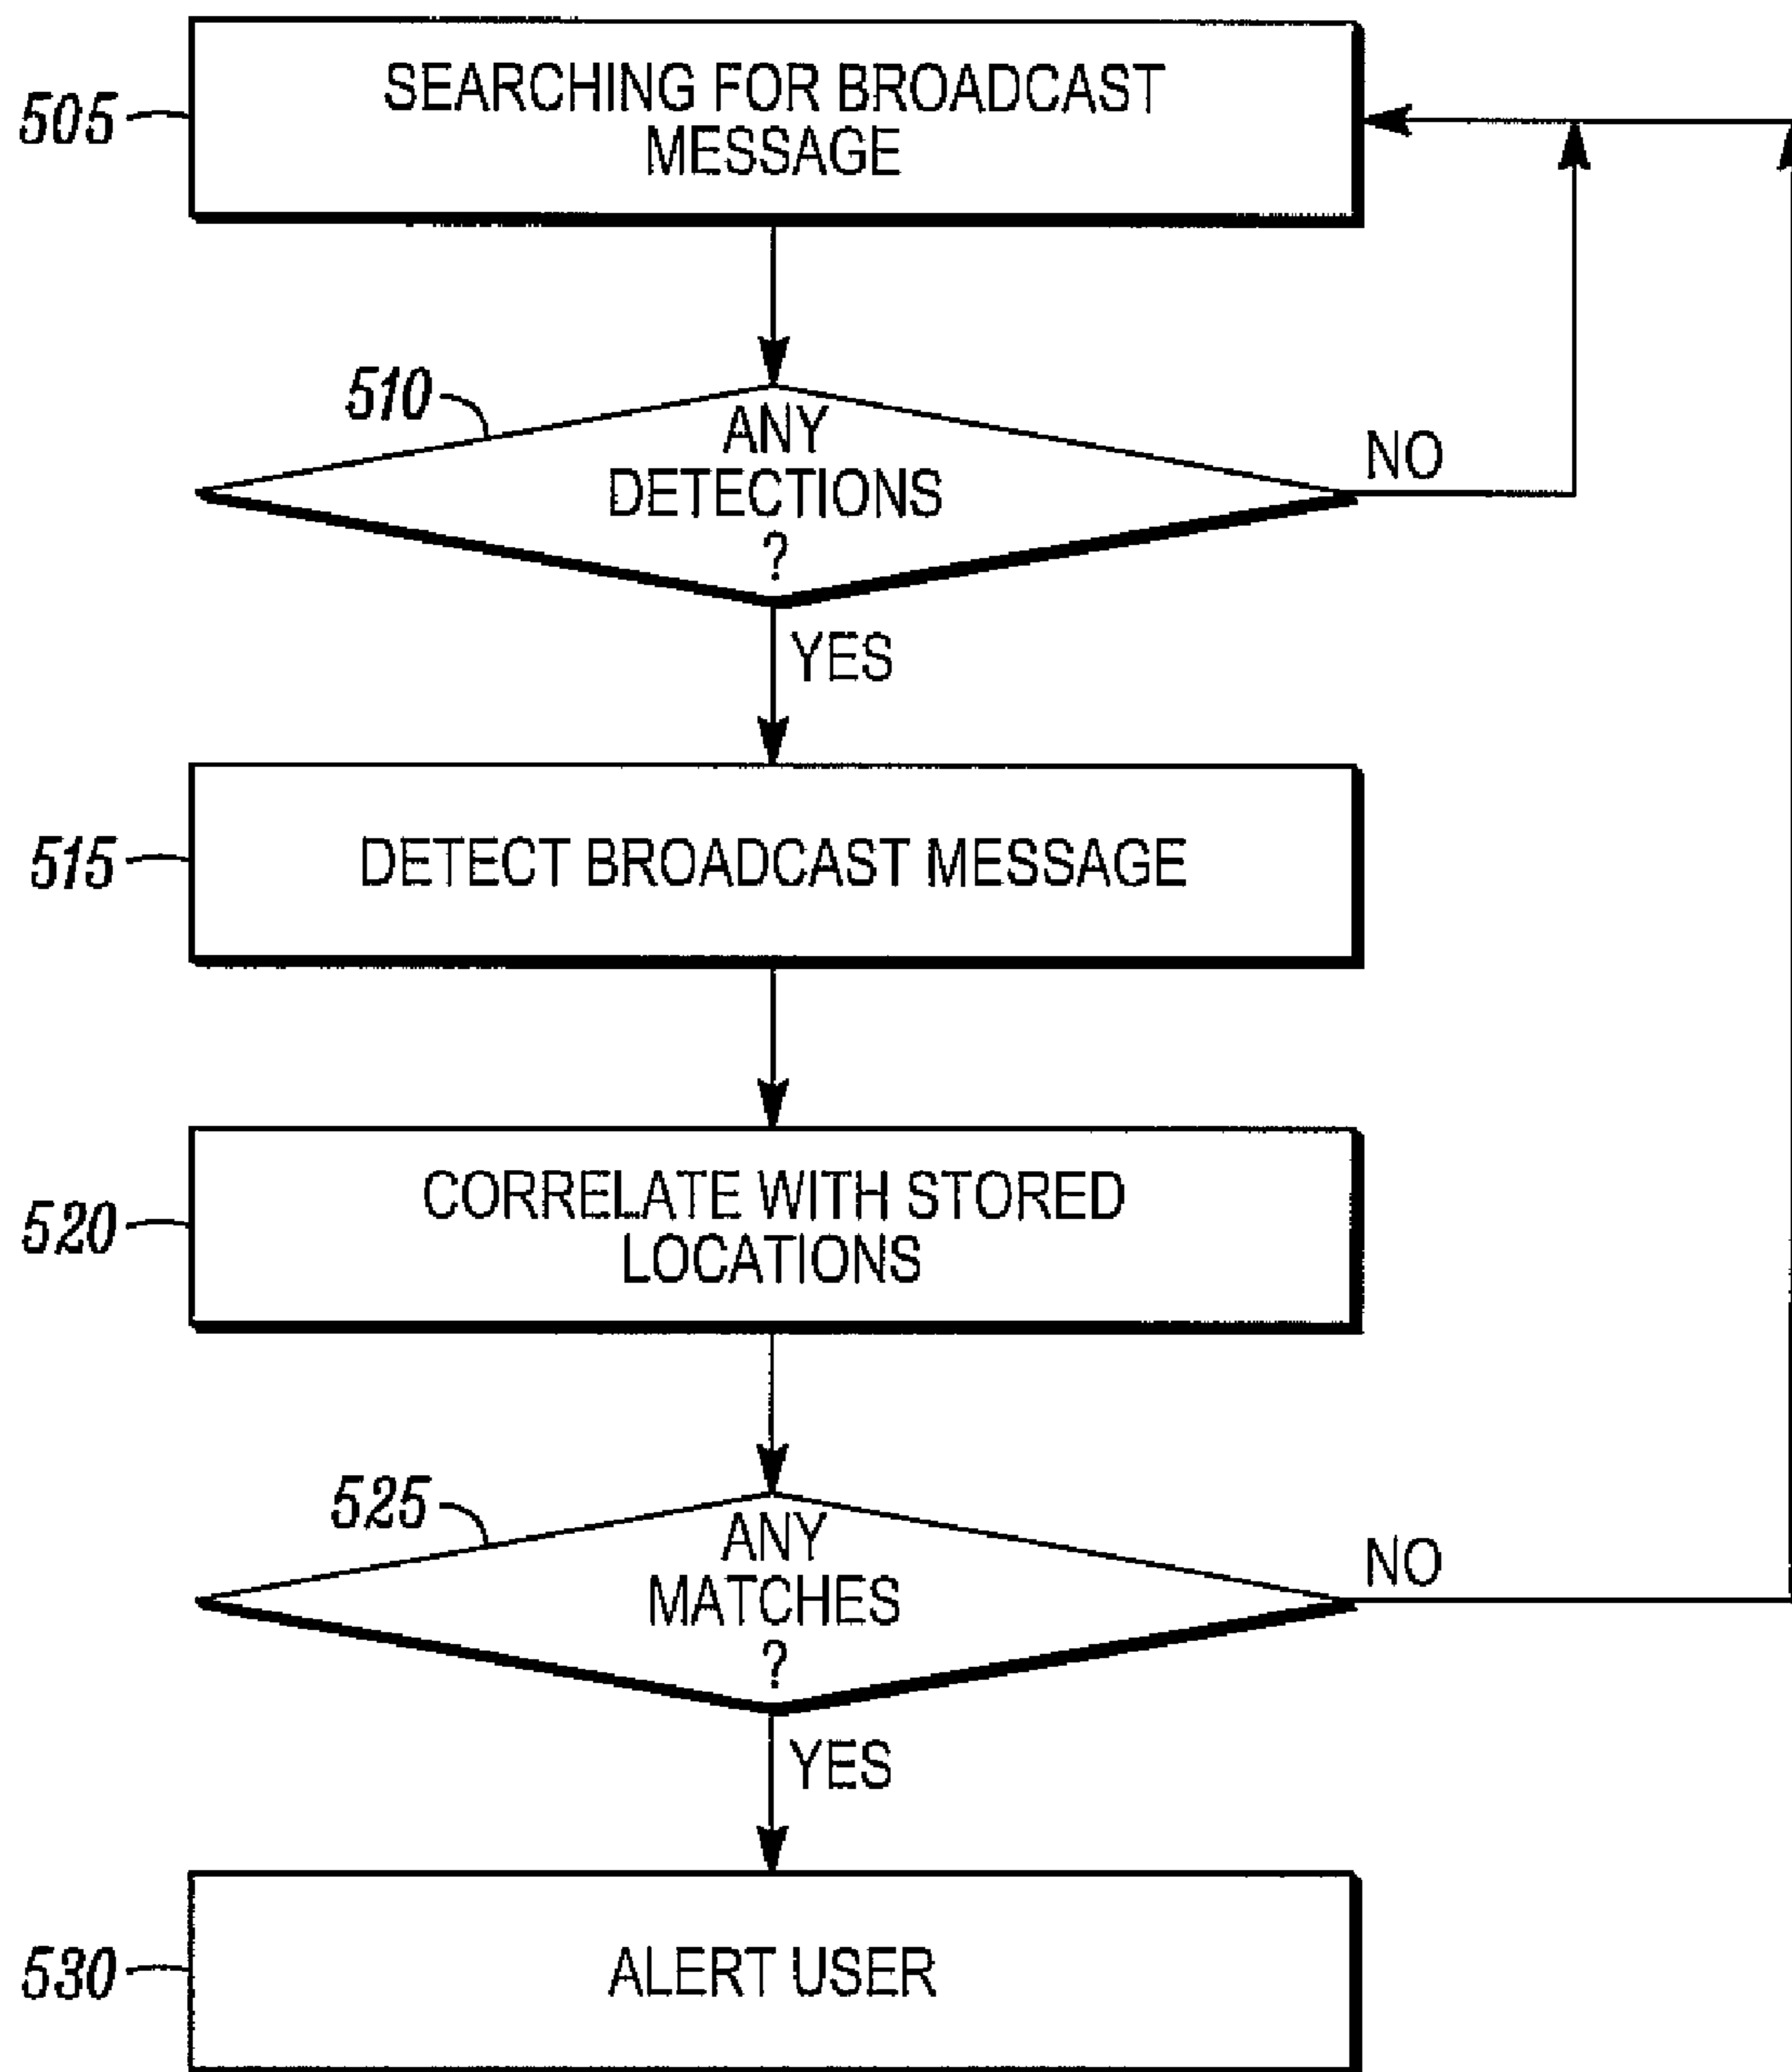 505
SEARCHING FOR BROADCAST
MESSAGE
510
ANY
DETECTIONS
?
NO
YES
515
DETECT BROADCAST MESSAGE
520
CORRELATE WITH STORED
LOCATIONS
525
ANY
MATCHES
?
NO
YES
530
ALERT USER